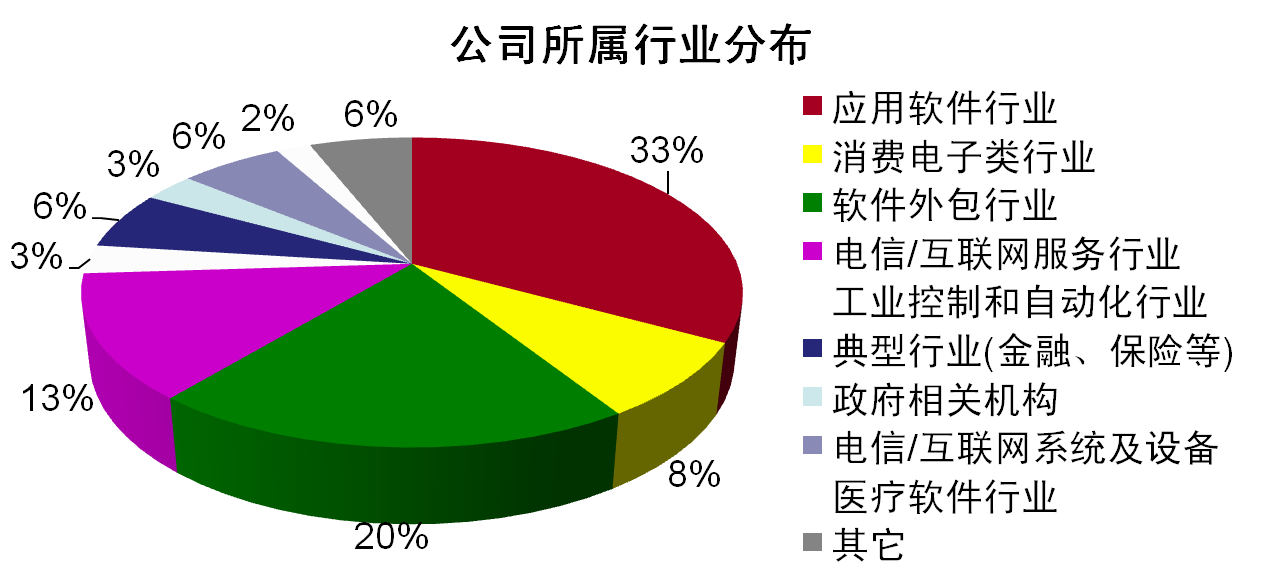 公司所属行业分布
6%
2%
6%
3%
6%
3%
13%
20%
8%
33%
应用软件行业
消费电子类行业
软件外包行业
电信/互联网服务行业
工业控制和自动化行业
典型行业(金融、保险等)
政府相关机构
电信/互联网系统及设备
医疗软件行业
其它